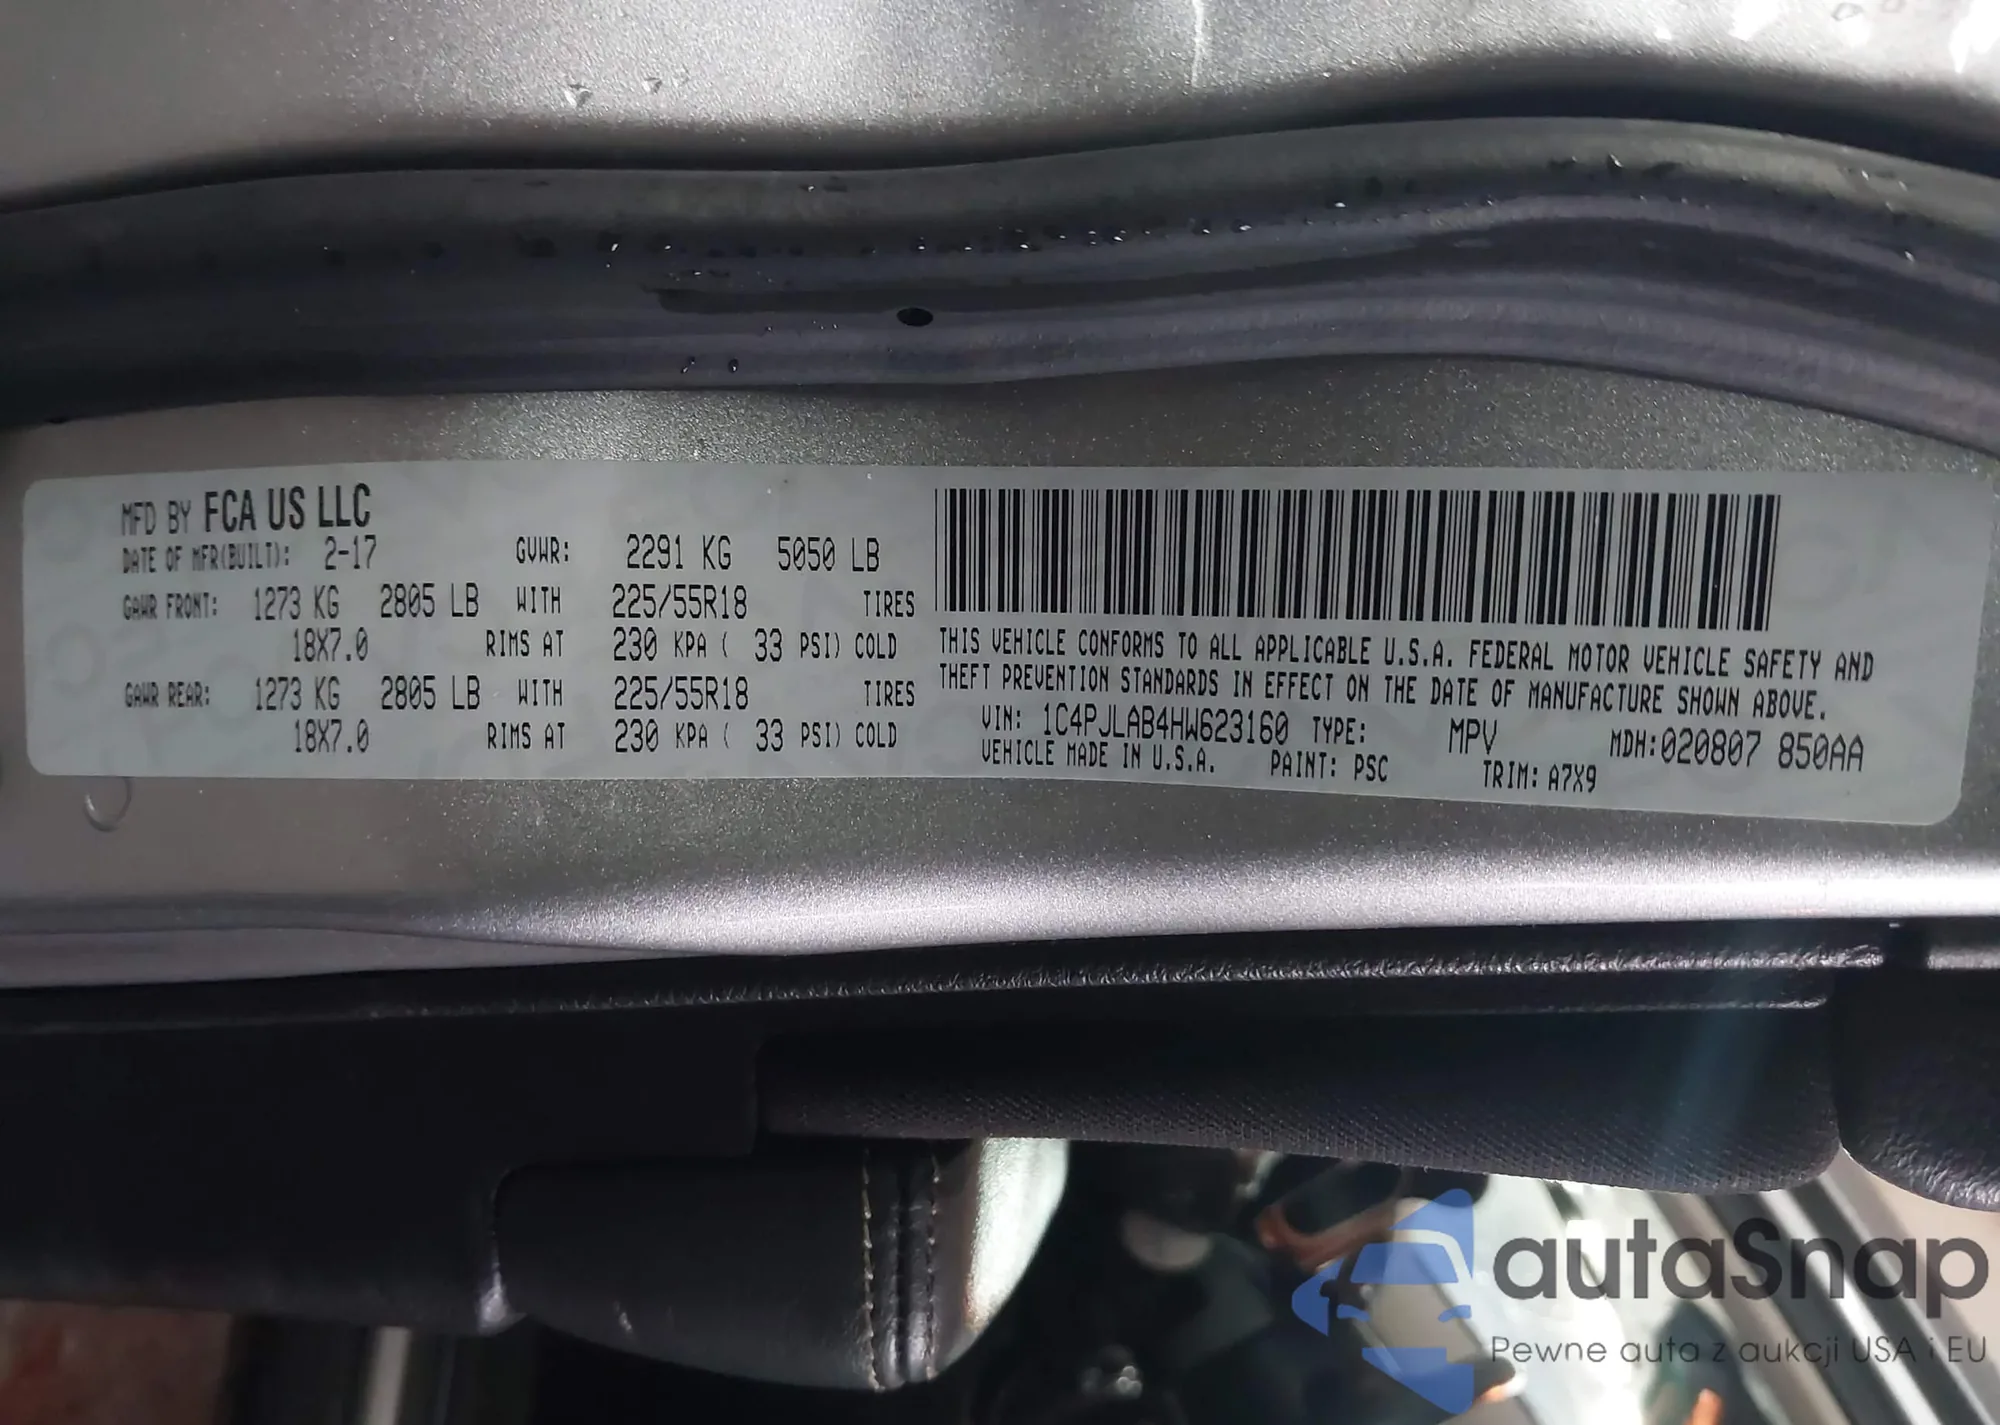 MFD BY FCA US LLC
DATE OF MFR(BUILT): 2-17 GVWR: 2291 KG 5050 LB
GAWR FRONT: 1273 KG 2805 LB WITH 225/55R18 TIRES
18X7.0 RIMS AT 230 KPA ( 33 PSI) COLD
GAWR REAR: 1273 KG 2805 LB WITH 225/55R18 TIRES
18X7.0 RIMS AT 230 KPA ( 33 PSI) COLD
THIS VEHICLE CONFORMS TO ALL APPLICABLE U.S.A. FEDERAL MOTOR VEHICLE SAFETY AND
THEFT PREVENTION STANDARDS IN EFFECT ON THE DATE OF MANUFACTURE SHOWN ABOVE.
VIN: 1C4PJLAB4HW623160 TYPE: MPV MDH:020807 850AA
VEHICLE MADE IN U.S.A. PAINT: PSC TRIM: A7X9
autaSnap
Pewne auta z aukcji USA i EU